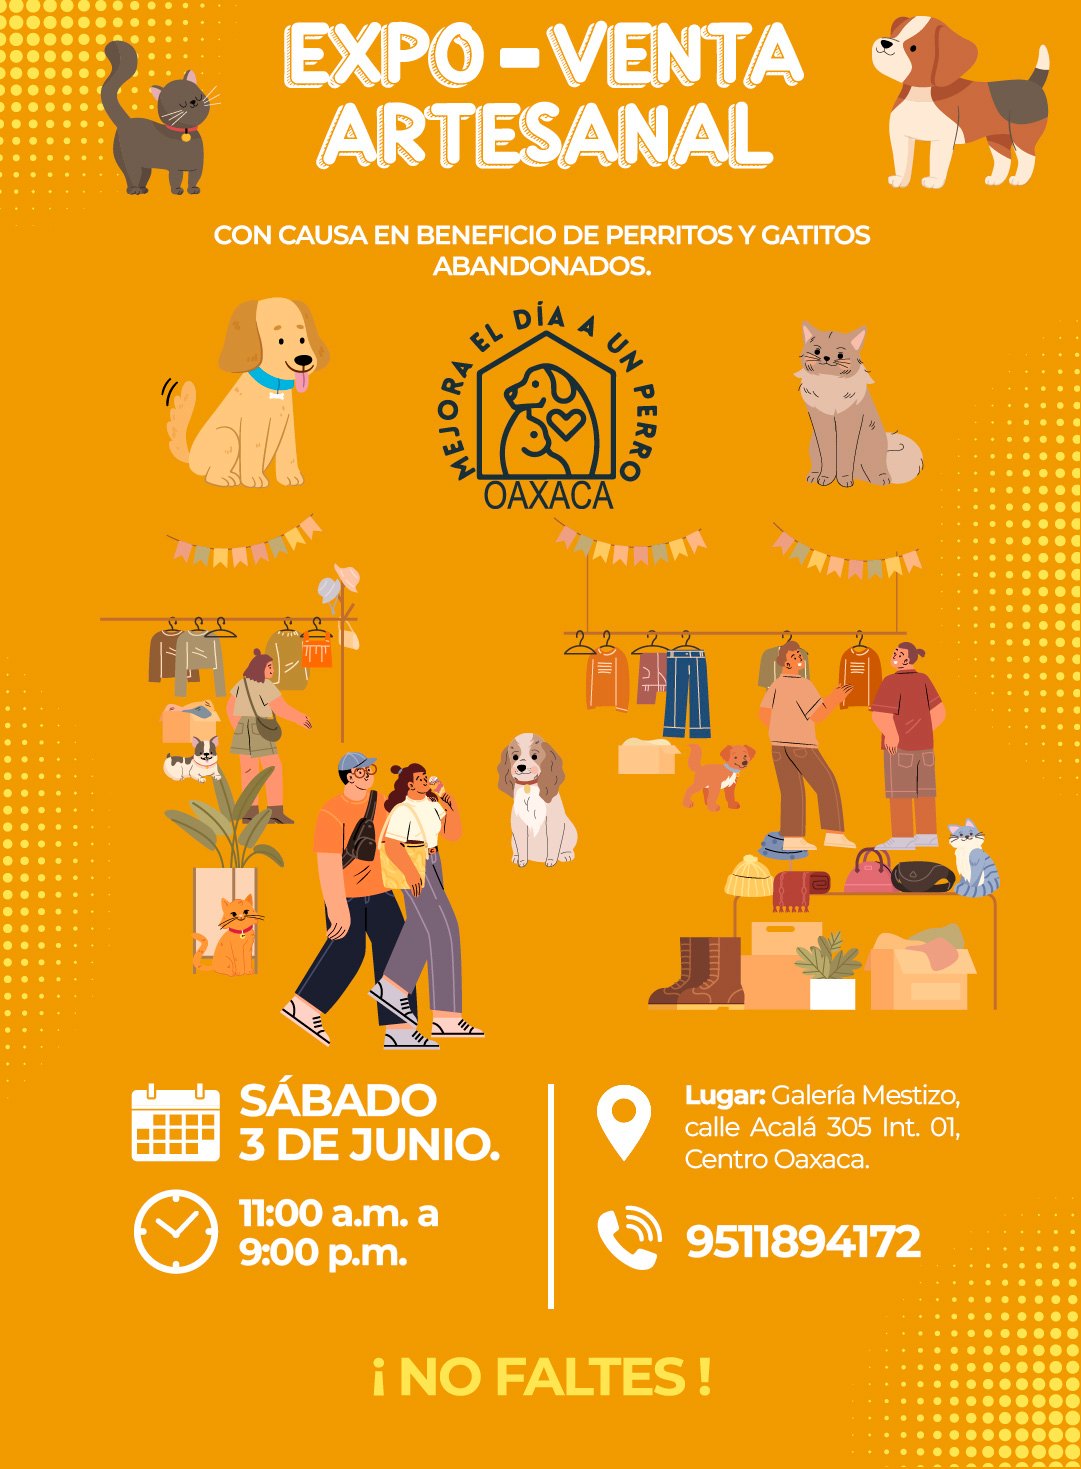 EXPO - VENTA
ARTESANAL
CON CAUSA EN BENEFICIO DE PERRITOS Y GATITOS
ABANDONADOS.
MEJORA EL DÍA A UN PERRO
OAXACA
SÁBADO
3 DE JUNIO.
11:00 a.m. a
9:00 p.m.
Lugar: Galería Mestizo,
calle Acalá 305 Int. 01,
Centro Oaxaca.
9511894172
¡ NO FALTES !